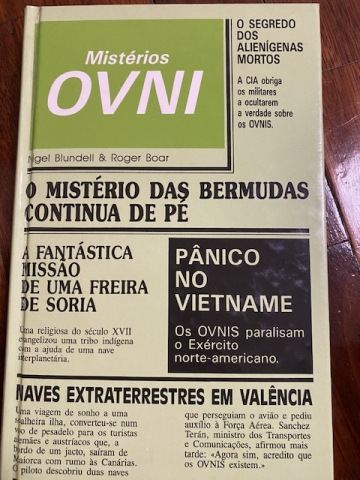 Mistérios
OVNI
Nigel Blundell & Roger Boar
O SEGREDO
DOS
ALIENÍGENAS
MORTOS
A CIA obriga
os militares
a ocultarem
a verdade sobre
os OVNIS.
O MISTÉRIO DAS BERMUDAS
CONTINUA DE PÉ
A FANTÁSTICA
MISSÃO
DE UMA FREIRA
DE SORIA
Uma religiosa do século XVII
evangelizou uma tribo indígena
com a ajuda de uma nave
interplanetária.
PÂNICO
NO
VIETNAME
Os OVNIS paralisam
o Exército
norte-americano.
NAVES EXTRATERRESTRES EM VALÊNCIA
Uma viagem de sonho a uma
solheira ilha, converteu-se num
voo de pesadelo para os turistas
alemães e austríacos que, a
bordo de um jacto, saíram de
Maiorca com rumo às Canárias.
O piloto descobriu duas naves
que perseguiam o avião e pediu
auxílio à Força Aérea. Sanchez
Terán, ministro dos Transportes
e Comunicações, afirmou mais
tarde: «Agora sim, acredito que
os OVNIS existem.»